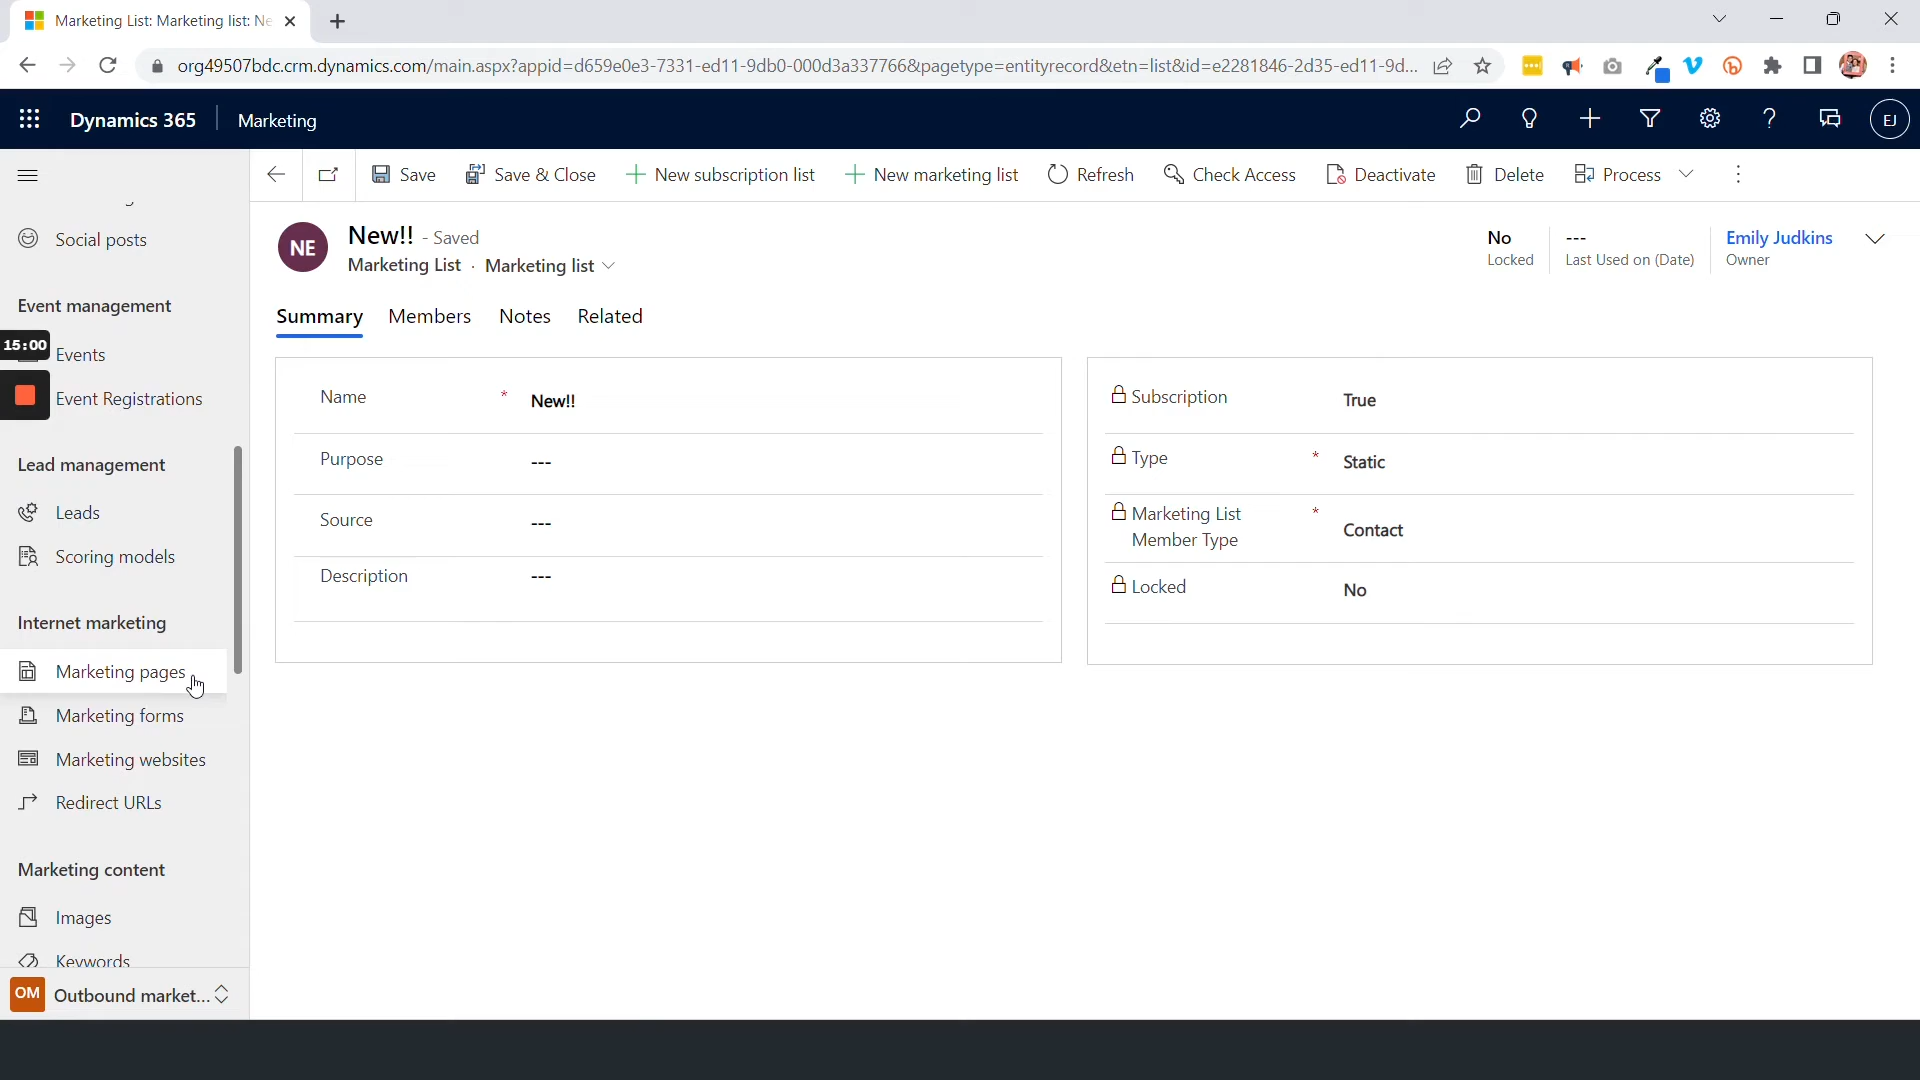 Marketing List: Marketing list: Ne
org49507bdc.crm.dynamics.com/main.aspx?appid=d659e0e3-7331-ed11-9db0-000d3a337766&pagetype=entityrecord&etn=list&id=e2281846-2d35-ed11-9d...
Dynamics 365 Marketing
EJ
Save
Save & Close
New subscription list
New marketing list
Refresh
Check Access
Deactivate
Delete
Process
Social posts
Event management
15:00
Events
Event Registrations
Lead management
Leads
Scoring models
Internet marketing
Marketing pages
Marketing forms
Marketing websites
Redirect URLs
Marketing content
Images
Keywords
OM Outbound market...
NE
New!! - Saved
Marketing List · Marketing list
No
Locked
---
Last Used on (Date)
Emily Judkins
Owner
Summary Members Notes Related
Name * New!!
Purpose ---
Source ---
Description ---
Subscription True
Type * Static
Marketing List
Member Type * Contact
Locked No